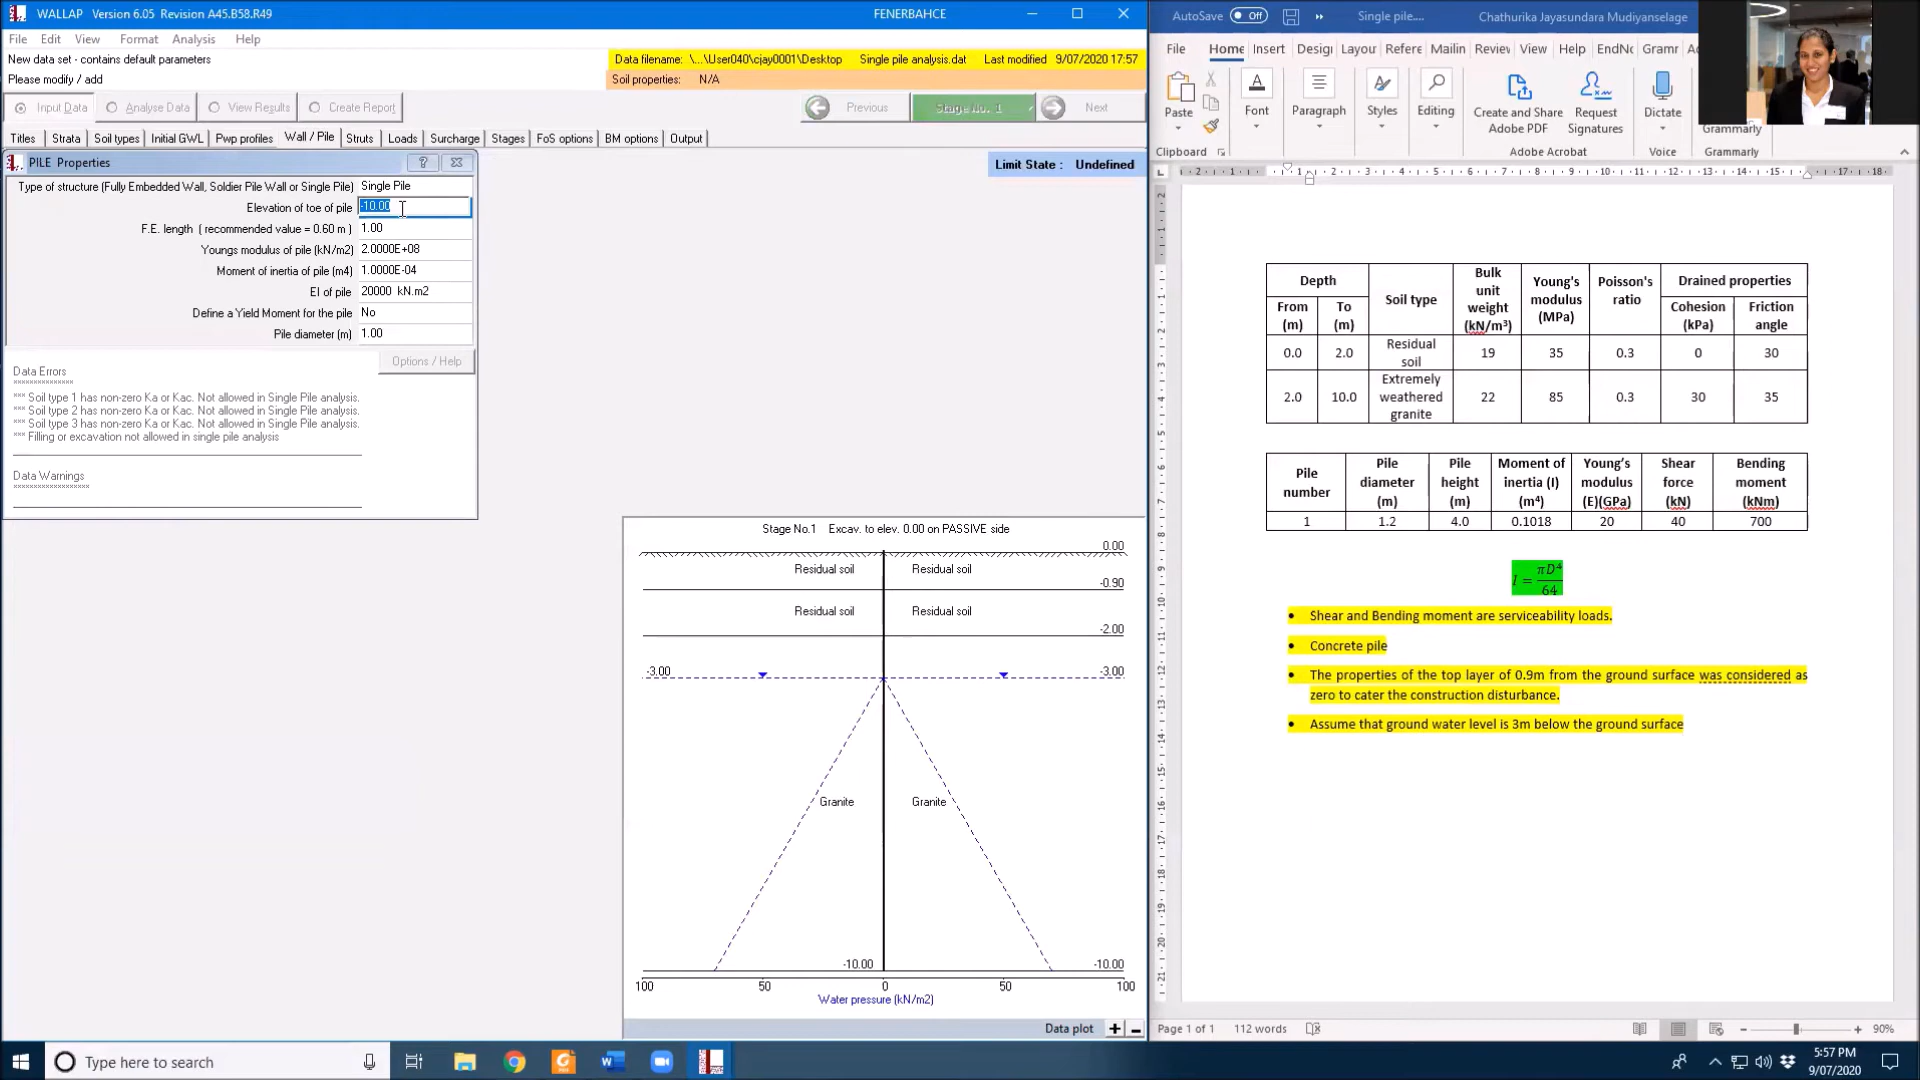 WALLAP Version 6.05 Revision A45.B58.R49 FENERBAHCE
File Edit View Format Analysis Help
New data set - contains default parameters
Please modify / add
Data filename: \...\User040\cjay0001\Desktop Single pile analysis.dat Last modified 9/07/2020 17:57
Soil properties: N/A
Input Data Analyse Data View Results Create Report Previous Stage No. 1 Next
Titles Strata Soil types Initial GWL Pwp profiles Wall / Pile Struts Loads Surcharge Stages FoS options BM options Output
PILE Properties
Limit State : Undefined
Type of structure (Fully Embedded Wall, Soldier Pile Wall or Single Pile) Single Pile
Elevation of toe of pile -10.00
F.E. length ( recommended value = 0.60 m ) 1.00
Youngs modulus of pile (kN/m2) 2.0000E+08
Moment of inertia of pile (m4) 1.0000E-04
EI of pile 20000 kN.m2
Define a Yield Moment for the pile No
Pile diameter (m) 1.00
Options / Help
Data Errors
*** Soil type 1 has non-zero Ka or Kac. Not allowed in Single Pile analysis.
*** Soil type 2 has non-zero Ka or Kac. Not allowed in Single Pile analysis.
*** Soil type 3 has non-zero Ka or Kac. Not allowed in Single Pile analysis.
*** Filling or excavation not allowed in single pile analysis
Data Warnings
Stage No.1 Excav. to elev. 0.00 on PASSIVE side
0.00
Residual soil Residual soil
-0.90
Residual soil Residual soil
-2.00
-3.00 -3.00
Granite Granite
-10.00 -10.00
100 50 0 50 100
Water pressure (kN/m2)
Data plot + -
AutoSave Off Single pile.... Chathurika Jayasundara Mudiyanselage
File Home Insert Desig Layou Refere Mailin Review View Help EndNo Gramr
Paste Font Paragraph Styles Editing Create and Share Adobe PDF Request Signatures Dictate Grammarly
Clipboard Adobe Acrobat Voice Grammarly
Depth Soil type Bulk unit weight (kN/m³) Young's modulus (MPa) Poisson's ratio Drained properties
From (m) To (m) Cohesion (kPa) Friction angle
0.0 2.0 Residual soil 19 35 0.3 0 30
2.0 10.0 Extremely weathered granite 22 85 0.3 30 35
Pile number Pile diameter (m) Pile height (m) Moment of inertia (I) (m⁴) Young's modulus (E)(GPa) Shear force (kN) Bending moment (kNm)
1 1.2 4.0 0.1018 20 40 700
I = πD⁴/64
• Shear and Bending moment are serviceability loads.
• Concrete pile
• The properties of the top layer of 0.9m from the ground surface was considered as
zero to cater the construction disturbance.
• Assume that ground water level is 3m below the ground surface
Page 1 of 1 112 words 90%
Type here to search
5:57 PM
9/07/2020